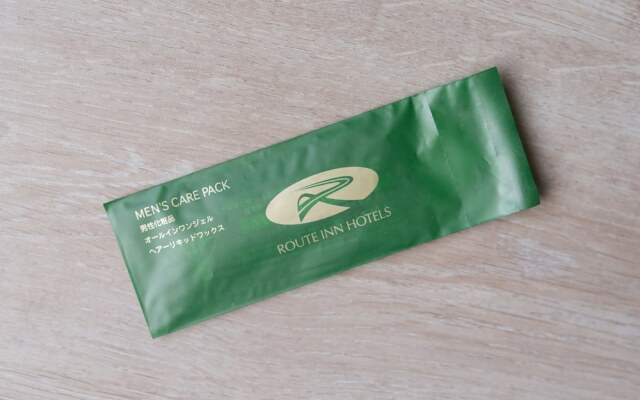 MEN'S CARE PACK
男性化粧品
オールインワンジェル
ヘアーリキッドワックス
ROUTE INN HOTELS